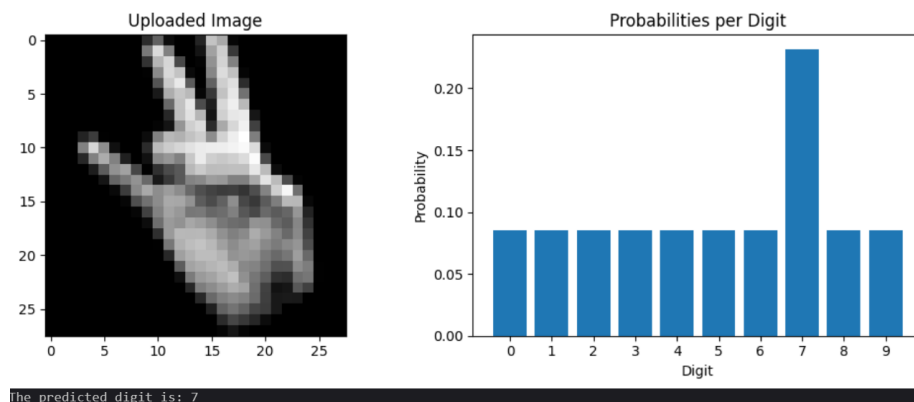 Uploaded Image
0
5
10
15
20
25
0 5 10 15 20 25
Probabilities per Digit
Probability
0.20
0.15
0.10
0.05
0.00
0 1 2 3 4 5 6 7 8 9
Digit
The predicted digit is: 7